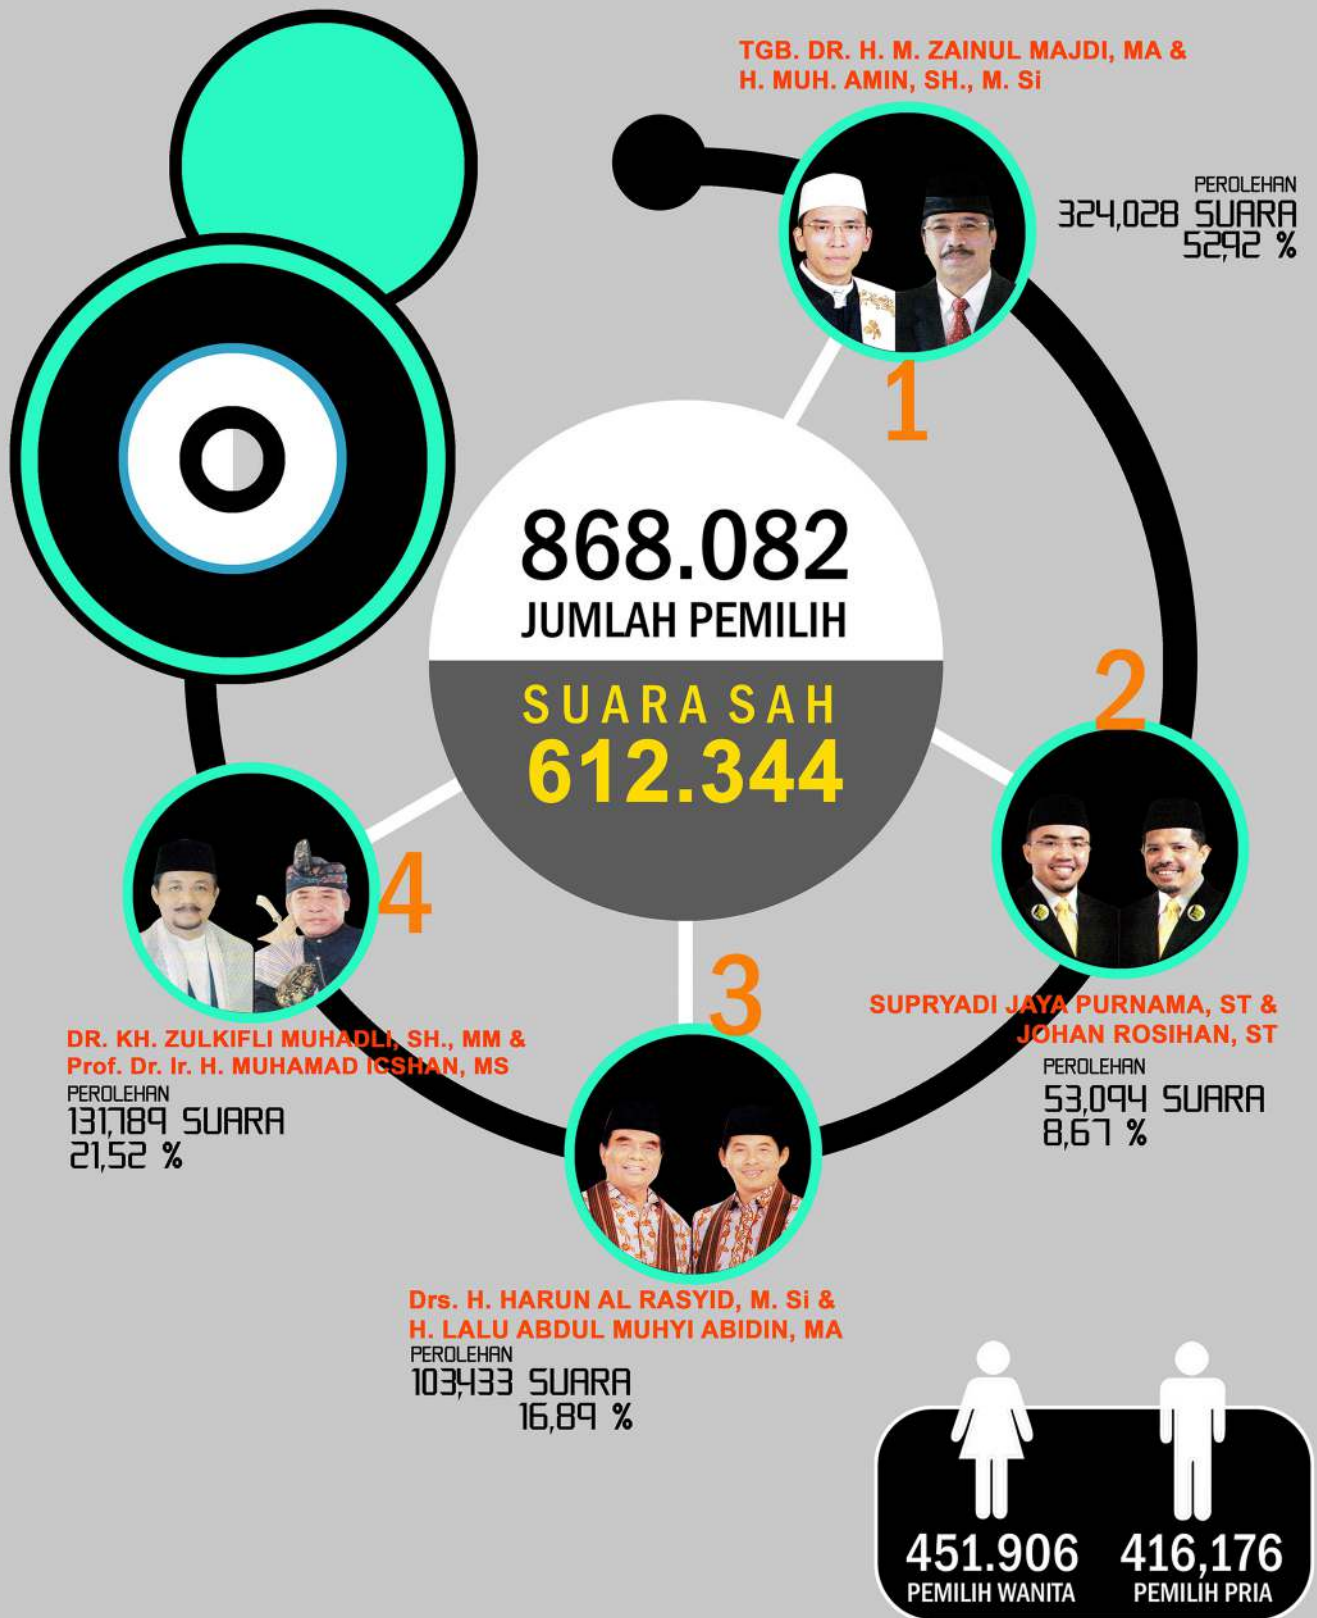 TGB. DR. H. M. ZAINUL MAJDI, MA &
H. MUH. AMIN, SH., M. Si
PEROLEHAN
324,028 SUARA
52,92 %
1
868.082
JUMLAH PEMILIH
SUARA SAH
612.344
2
SUPRYADI JAYA PURNAMA, ST &
JOHAN ROSIHAN, ST
PEROLEHAN
53,094 SUARA
8,67 %
3
Drs. H. HARUN AL RASYID, M. Si &
H. LALU ABDUL MUHYI ABIDIN, MA
PEROLEHAN
103,433 SUARA
16,89 %
4
DR. KH. ZULKIFLI MUHADLI, SH., MM &
Prof. Dr. Ir. H. MUHAMAD ICSHAN, MS
PEROLEHAN
131,789 SUARA
21,52 %
451.906
PEMILIH WANITA
416,176
PEMILIH PRIA